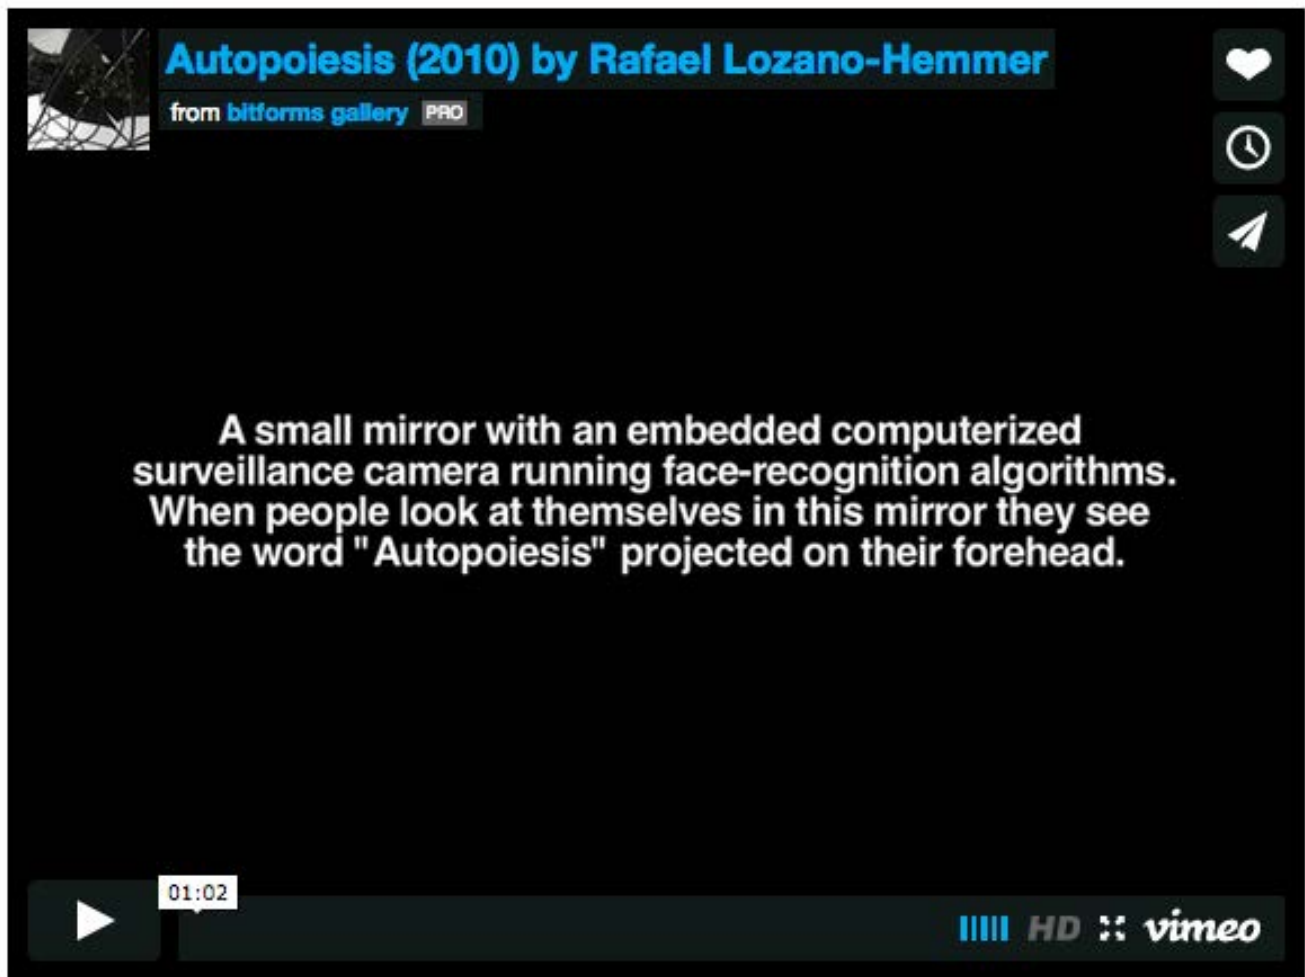 Autopoiesis (2010) by Rafael Lozano-Hemmer
from bitforms gallery PRO
A small mirror with an embedded computerized
surveillance camera running face-recognition algorithms.
When people look at themselves in this mirror they see
the word "Autopoiesis" projected on their forehead.
01:02
HD vimeo